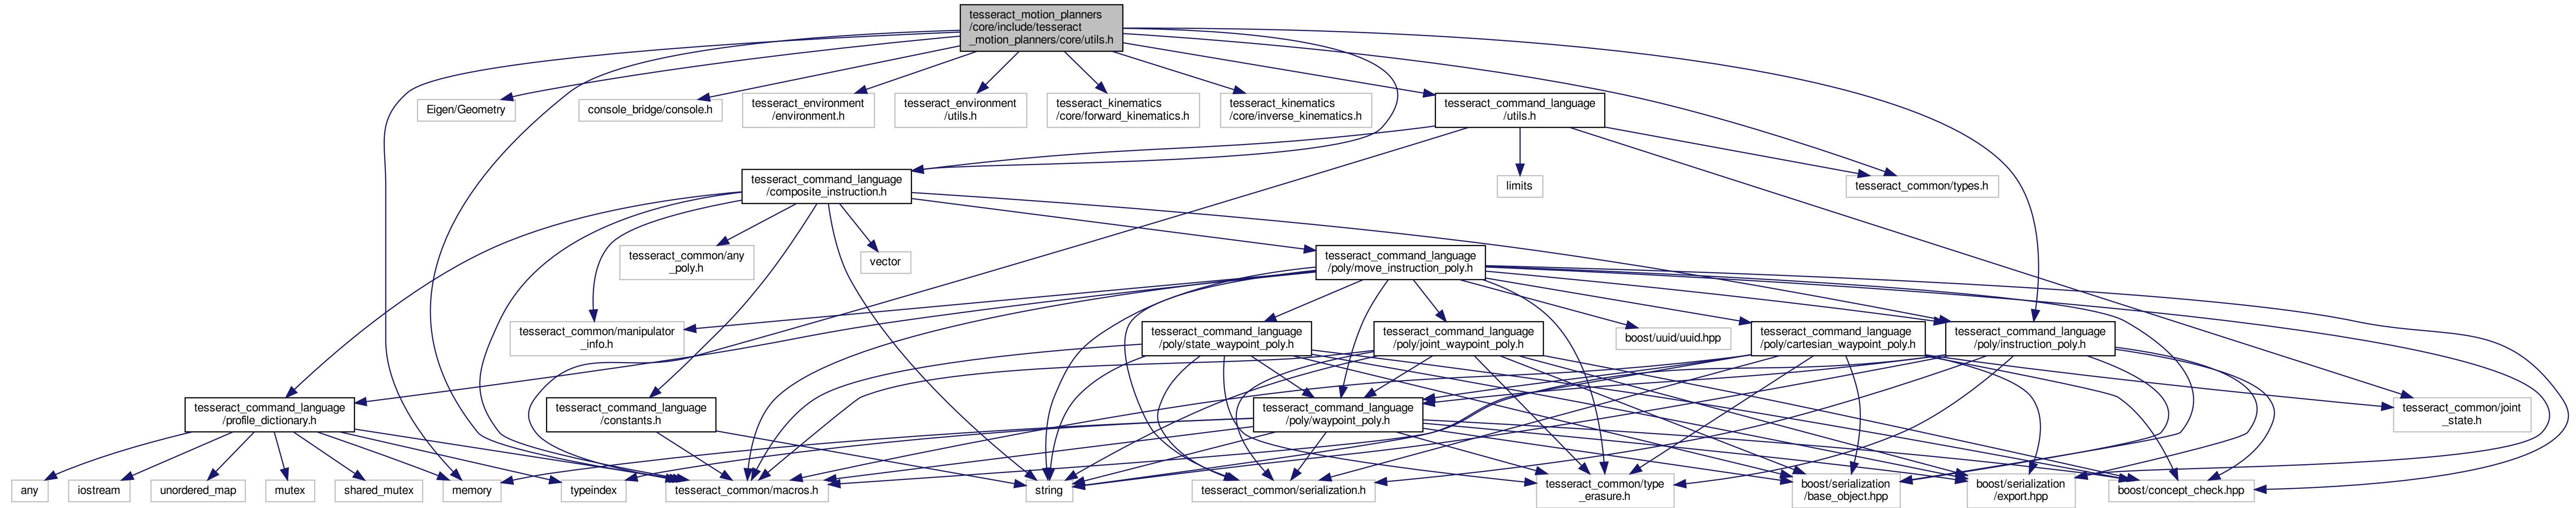 tesseract_motion_planners
/core/include/tesseract
_motion_planners/core/utils.h
Eigen/Geometry
console_bridge/console.h
tesseract_environment
/environment.h
tesseract_environment
/utils.h
tesseract_kinematics
/core/forward_kinematics.h
tesseract_kinematics
/core/inverse_kinematics.h
tesseract_command_language
/utils.h
tesseract_command_language
/composite_instruction.h
limits
tesseract_common/types.h
tesseract_common/any
_poly.h
vector
tesseract_command_language
/poly/move_instruction_poly.h
tesseract_common/manipulator
_info.h
tesseract_command_language
/poly/state_waypoint_poly.h
tesseract_command_language
/poly/joint_waypoint_poly.h
boost/uuid/uuid.hpp
tesseract_command_language
/poly/cartesian_waypoint_poly.h
tesseract_command_language
/poly/instruction_poly.h
tesseract_command_language
/profile_dictionary.h
tesseract_command_language
/constants.h
tesseract_command_language
/poly/waypoint_poly.h
tesseract_common/joint
_state.h
any
iostream
unordered_map
mutex
shared_mutex
memory
typeindex
tesseract_common/macros.h
string
tesseract_common/serialization.h
tesseract_common/type
_erasure.h
boost/serialization
/base_object.hpp
boost/serialization
/export.hpp
boost/concept_check.hpp